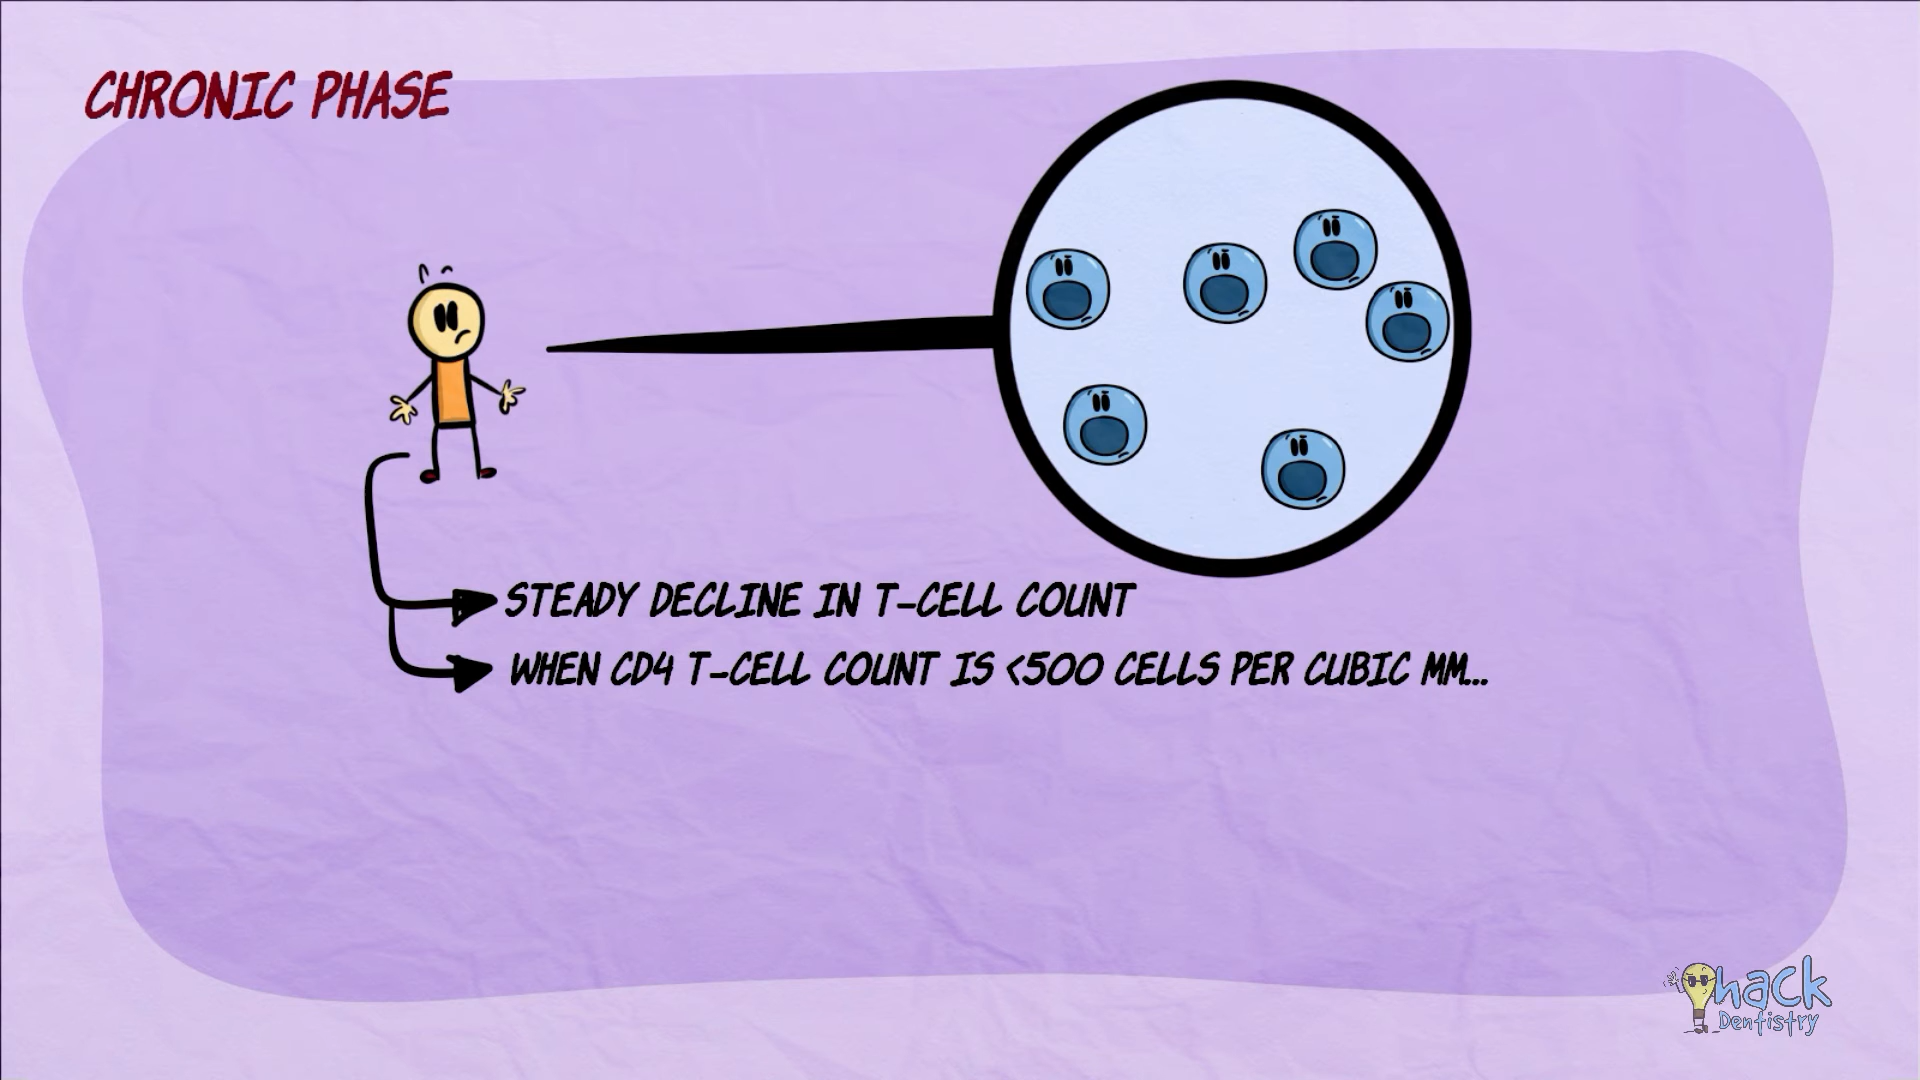 CHRONIC PHASE
STEADY DECLINE IN T-CELL COUNT
WHEN CD4 T-CELL COUNT IS <500 CELLS PER CUBIC MM...
hack
Dentistry